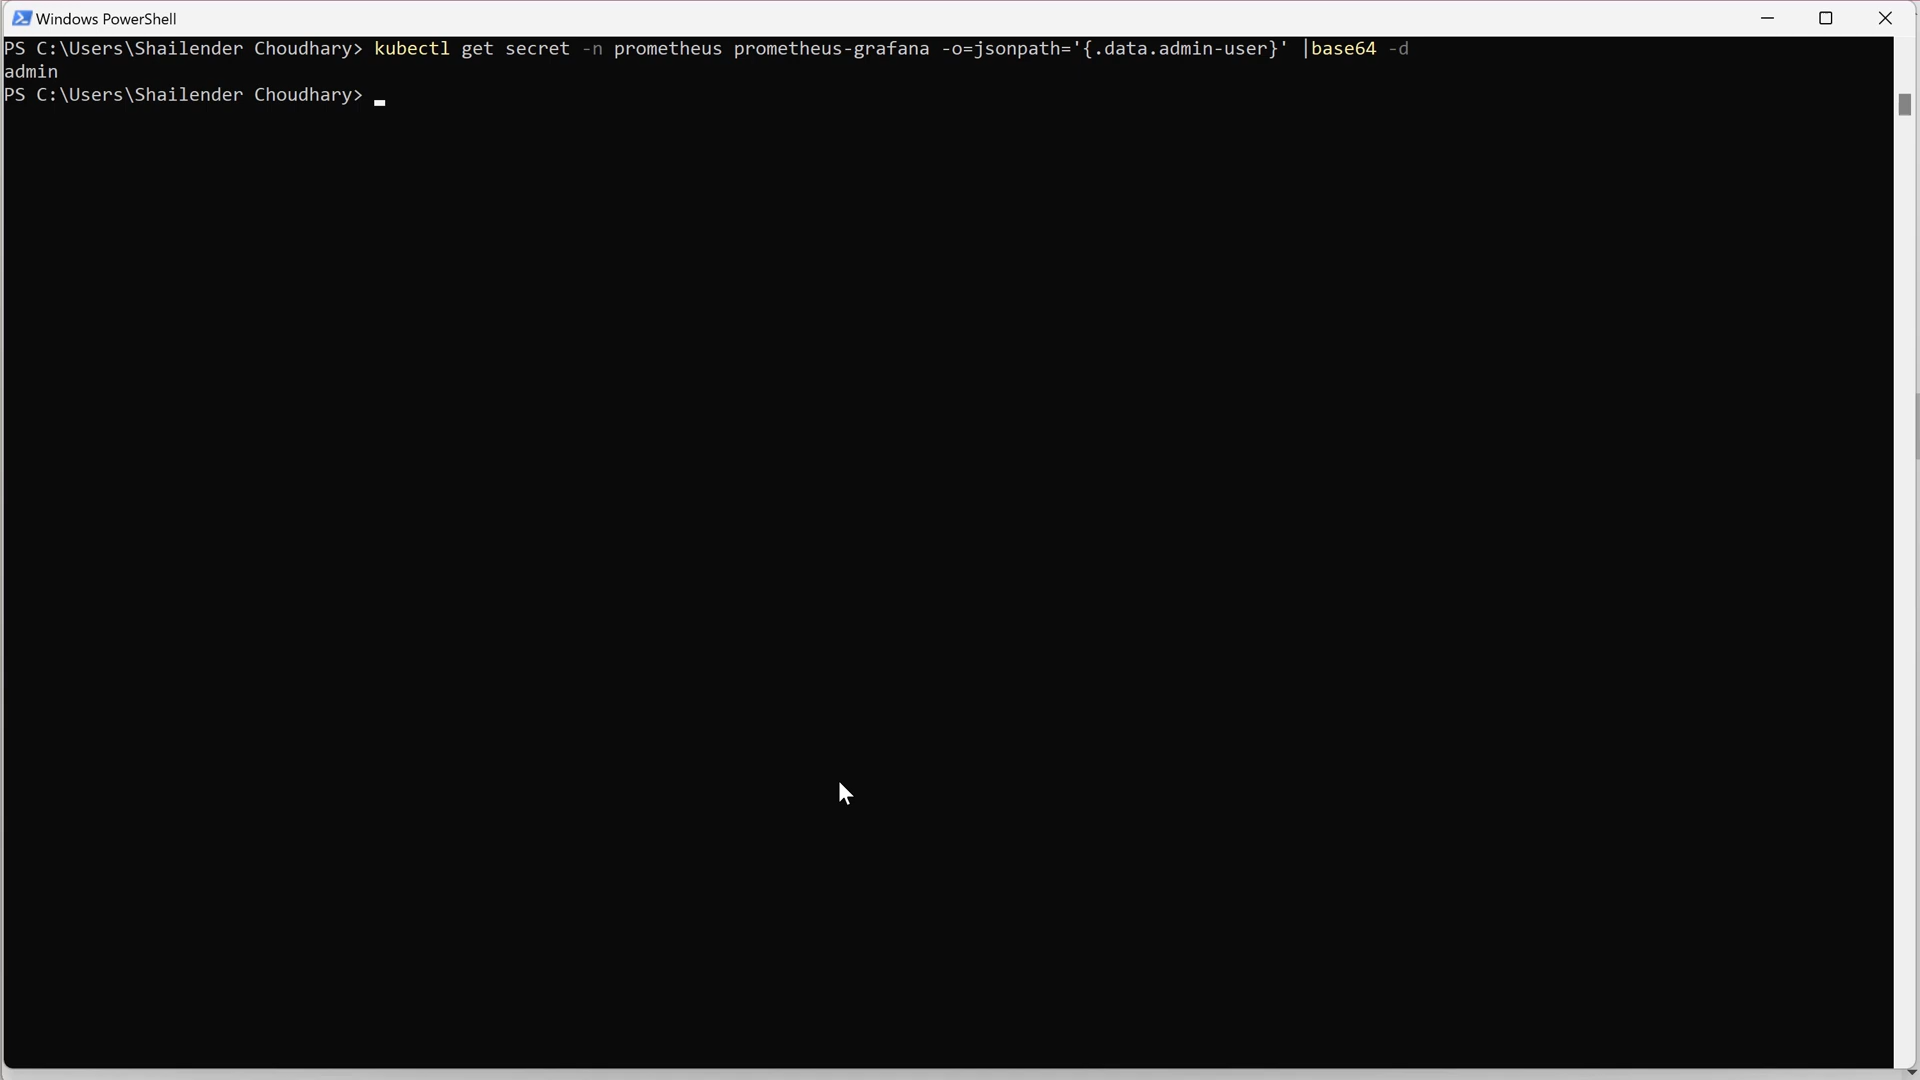 Windows PowerShell
PS C:\Users\Shailender Choudhary> kubectl get secret -n prometheus prometheus-grafana -o=jsonpath='{.data.admin-user}' |base64 -d
admin
PS C:\Users\Shailender Choudhary>